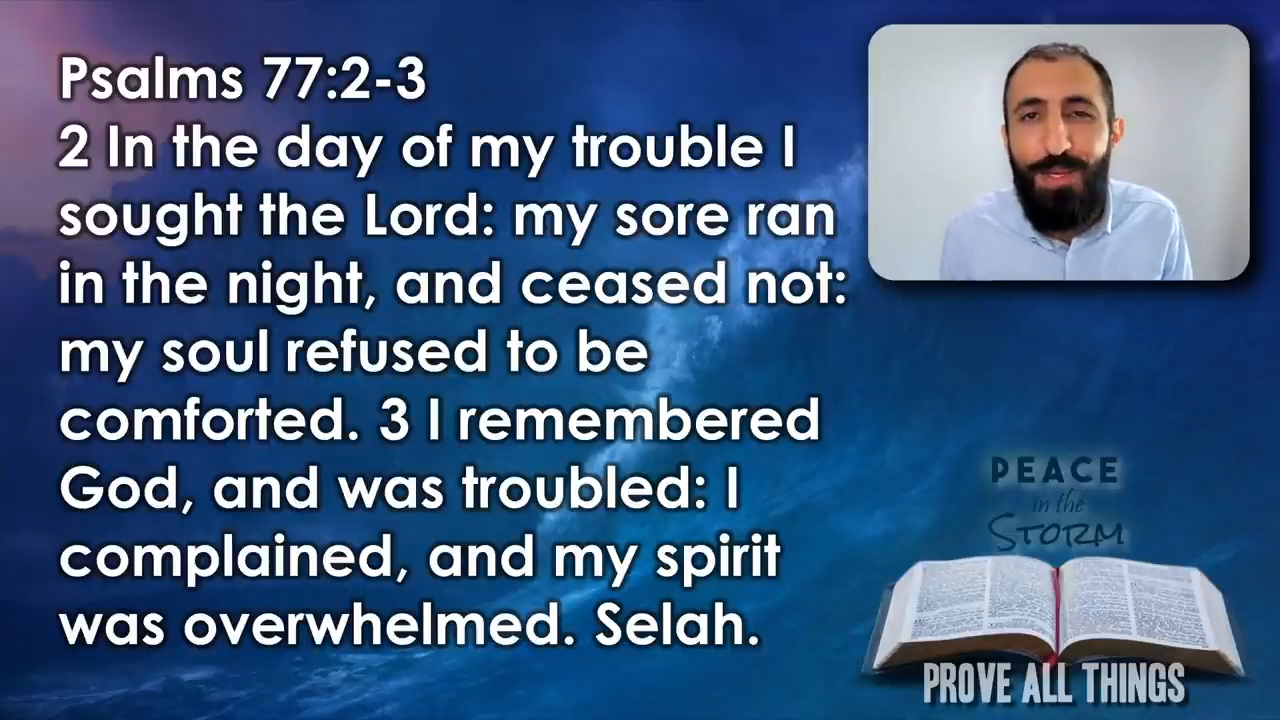 Psalms 77:2-3
2 In the day of my trouble I
sought the Lord: my sore ran
in the night, and ceased not:
my soul refused to be
comforted. 3 I remembered
God, and was troubled: I
complained, and my spirit
was overwhelmed. Selah.
PEACE
in the
STORM
PROVE ALL THINGS